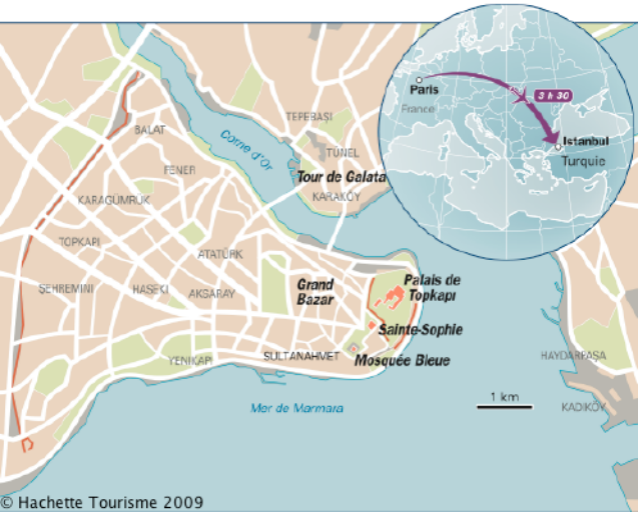 Paris
France
3 h 30
Istanbul
Turquie
TEPEBASI
BALAT
Corne d'Or
TÜNEL
FENER
Tour de Galata
KARAKÖY
KARAGÜMRÜK
TOPKAPI
ATATÜRK
Grand
Bazar
Palais de
Topkapı
ŞEHREMINI
HASEKI
AKSARAY
Sainte-Sophie
YENIKAPI
SULTANAHMET
Mosquée Bleue
HAYDARPAŞA
1 km
KADIKÖY
Mer de Marmara
© Hachette Tourisme 2009